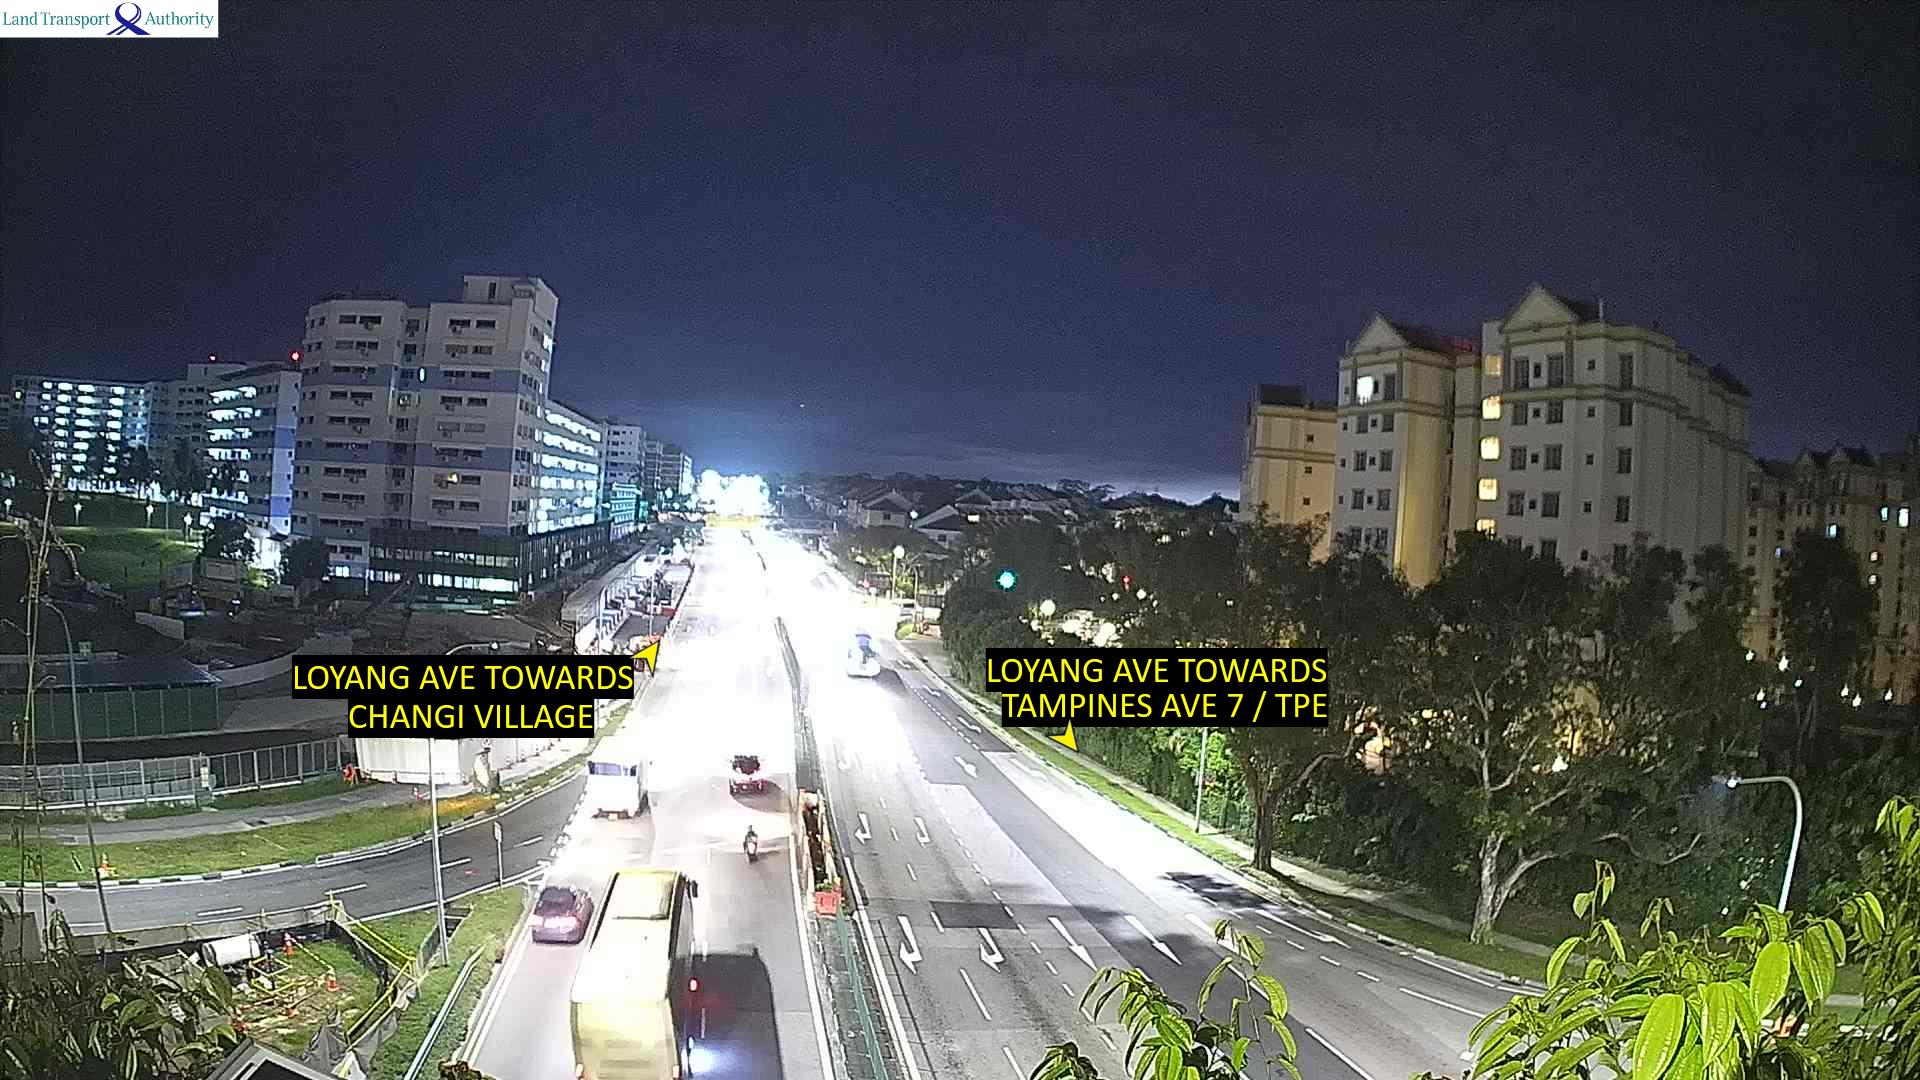 Land Transport Authority
LOYANG AVE TOWARDS
CHANGI VILLAGE
LOYANG AVE TOWARDS
TAMPINES AVE 7 / TPE